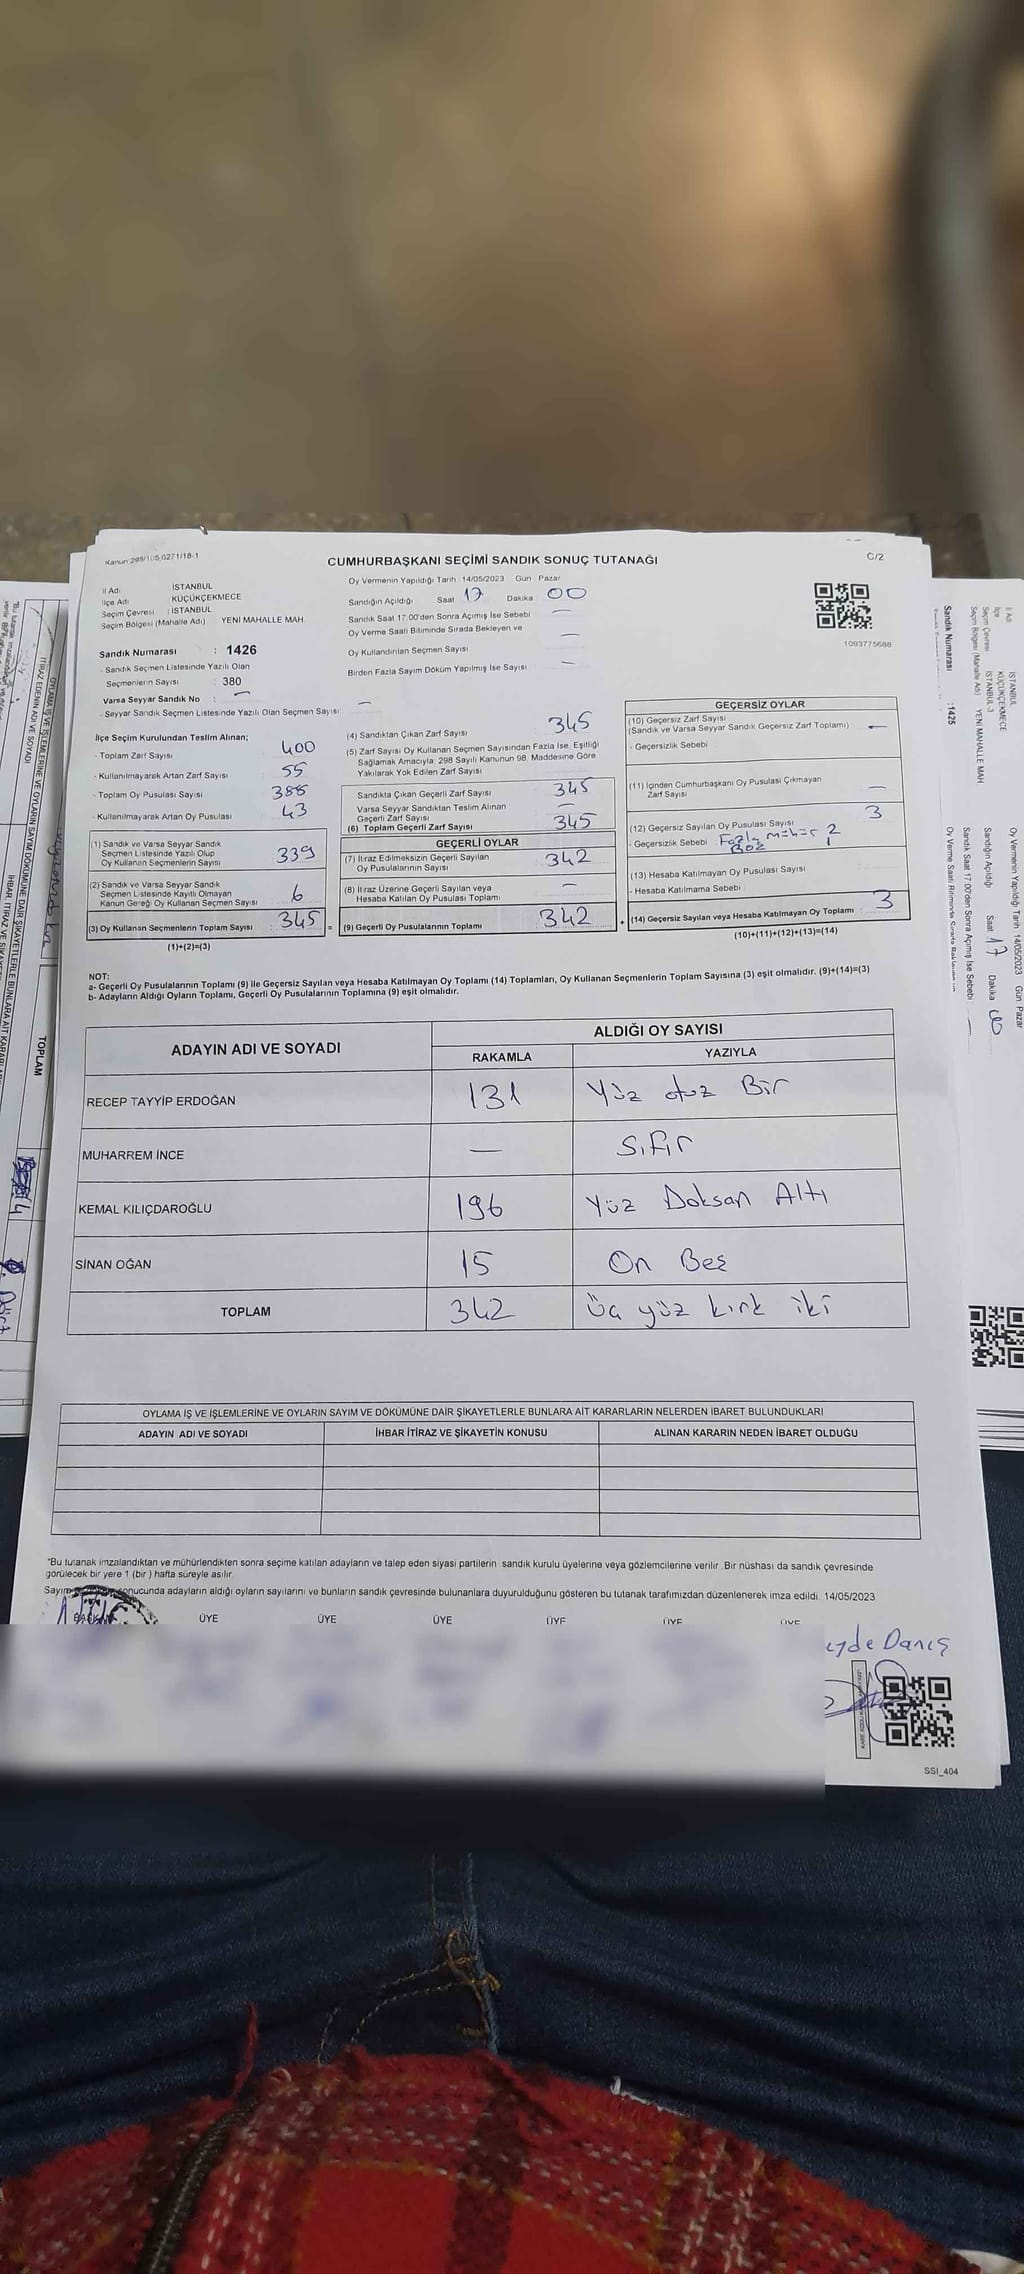 Kanun 298/105,G271/18-1
CUMHURBAŞKANI SEÇİMİ SANDIK SONUÇ TUTANAĞI
C/2
İl Adı İSTANBUL
İlçe Adı KÜÇÜKÇEKMECE
Seçim Çevresi : İSTANBUL
Seçim Bölgesi (Mahalle Adı) YENİ MAHALLE MAH.
Sandık Numarası : 1426
- Sandık Seçmen Listesinde Yazılı Olan
Seçmenlerin Sayısı : 380
Varsa Seyyar Sandık No : —
- Seyyar Sandık Seçmen Listesinde Yazılı Olan Seçmen Sayısı —
Oy Vermenin Yapıldığı Tarih : 14/05/2023 Gün : Pazar
Sandığın Açıldığı Saat 17 Dakika 00
Sandık Saat 17.00'den Sonra Açımış İse Sebebi —
Oy Verme Saati Bitiminde Sırada Bekleyen ve
Oy Kullandırılan Seçmen Sayısı —
Birden Fazla Sayım Döküm Yapılmış İse Sayısı —
1093775688
İlçe Seçim Kurulundan Teslim Alınan;
- Toplam Zarf Sayısı 400
- Kullanılmayarak Artan Zarf Sayısı 55
- Toplam Oy Pusulası Sayısı 388
- Kullanılmayarak Artan Oy Pusulası 43
(1) Sandık ve Varsa Seyyar Sandık
Seçmen Listesinde Yazılı Olup
Oy Kullanan Seçmenlerin Sayısı 339
(2) Sandık ve Varsa Seyyar Sandık
Seçmen Listesinde Kayıtlı Olmayan
Kanun Gereği Oy Kullanan Seçmen Sayısı 6
(3) Oy Kullanan Seçmenlerin Toplam Sayısı 345 =
(1)+(2)=(3)
(4) Sandıktan Çıkan Zarf Sayısı 345
(5) Zarf Sayısı Oy Kullanan Seçmen Sayısından Fazla İse, Eşitliği
Sağlamak Amacıyla; 298 Sayılı Kanunun 98. Maddesine Göre
Yakılarak Yok Edilen Zarf Sayısı
Sandıkta Çıkan Geçerli Zarf Sayısı 345
Varsa Seyyar Sandıktan Teslim Alınan
Geçerli Zarf Sayısı —
(6) Toplam Geçerli Zarf Sayısı 345
GEÇERLİ OYLAR
(7) İtiraz Edilmeksizin Geçerli Sayılan
Oy Pusulalarının Sayısı 342
(8) İtiraz Üzerine Geçerli Sayılan veya
Hesaba Katılan Oy Pusulası Toplamı —
(9) Geçerli Oy Pusulalarının Toplamı 342 +
GEÇERSİZ OYLAR
(10) Geçersiz Zarf Sayısı
(Sandık ve Varsa Seyyar Sandık Geçersiz Zarf Toplamı) —
- Geçersizlik Sebebi
(11) İçinden Cumhurbaşkanı Oy Pusulası Çıkmayan
Zarf Sayısı —
(12) Geçersiz Sayılan Oy Pusulası Sayısı 3
- Geçersizlik Sebebi Fazla mühür 2
Boş 1
(13) Hesaba Katılmayan Oy Pusulası Sayısı
- Hesaba Katılmama Sebebi
(14) Geçersiz Sayılan veya Hesaba Katılmayan Oy Toplamı 3
(10)+(11)+(12)+(13)=(14)
NOT:
a- Geçerli Oy Pusulalarının Toplamı (9) ile Geçersiz Sayılan veya Hesaba Katılmayan Oy Toplamı (14) Toplamları, Oy Kullanan Seçmenlerin Toplam Sayısına (3) eşit olmalıdır. (9)+(14)=(3)
b- Adayların Aldığı Oyların Toplamı, Geçerli Oy Pusulalarının Toplamına (9) eşit olmalıdır.
ADAYIN ADI VE SOYADI
ALDIĞI OY SAYISI
RAKAMLA YAZIYLA
RECEP TAYYİP ERDOĞAN 131 Yüz otuz Bir
MUHARREM İNCE — Sıfır
KEMAL KILIÇDAROĞLU 196 Yüz Doksan Altı
SİNAN OĞAN 15 On Beş
TOPLAM 342 Üç yüz kırk iki
OYLAMA İŞ VE İŞLEMLERİNE VE OYLARIN SAYIM VE DÖKÜMÜNE DAİR ŞİKAYETLERLE BUNLARA AİT KARARLARIN NELERDEN İBARET BULUNDUKLARI
ADAYIN ADI VE SOYADI İHBAR İTİRAZ VE ŞİKAYETİN KONUSU ALINAN KARARIN NEDEN İBARET OLDUĞU
*Bu tutanak imzalandıktan ve mühürlendikten sonra seçime katılan adayların ve talep eden siyasi partilerin sandık kurulu üyelerine veya gözlemcilerine verilir. Bir nüshası da sandık çevresinde
görülecek bir yere 1 (bir ) hafta süreyle asılır.
Sayım sonucunda adayların aldığı oyların sayılarını ve bunların sandık çevresinde bulunanlara duyurulduğunu gösteren bu tutanak tarafımızdan düzenlenerek imza edildi. 14/05/2023
BAŞKAN ÜYE ÜYE ÜYE ÜYE ÜYE ÜYE
Danış
SSİ_404
İl Adı İSTANBUL
İlçe KÜÇÜKÇEKMECE
Seçim Çevresi İSTANBUL-3
Seçim Bölgesi (Mahalle Adı) YENİ MAHALLE MAH
Sandık Numarası : 1425
Oy Vermenin Yapıldığı Tarih : 14/05/2023 Gün Pazar
Sandığın Açıldığı Saat 17 Dakika 00
Sandık Saat 17.00'den Sonra Açımış İse Sebebi —
Oy Verme Saati Bitiminde Sırada Bekleyen ve
İTİRAZ EDENİN ADI VE SOYADI
TOPLAM